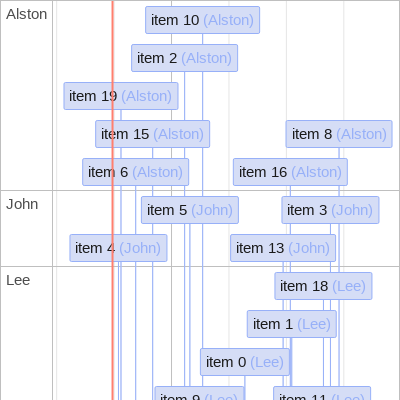 Alston
item 10 (Alston)
item 2 (Alston)
item 19 (Alston)
item 15 (Alston)
item 8 (Alston)
item 6 (Alston)
item 16 (Alston)
John
item 5 (John)
item 3 (John)
item 4 (John)
item 13 (John)
Lee
item 18 (Lee)
item 1 (Lee)
item 0 (Lee)
item 9 (Lee)
item 11 (Lee)